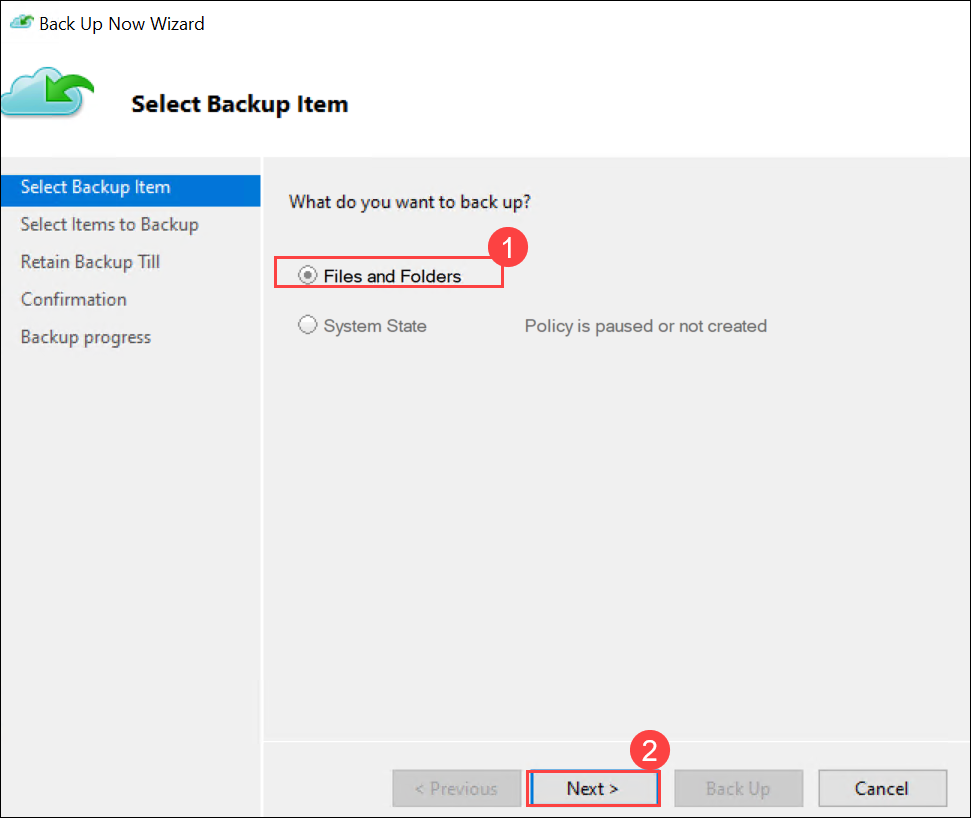 Back Up Now Wizard
Select Backup Item
Select Backup Item
Select Items to Backup
Retain Backup Till
Confirmation
Backup progress
What do you want to back up?
1
Files and Folders
System State Policy is paused or not created
2
< Previous Next > Back Up Cancel